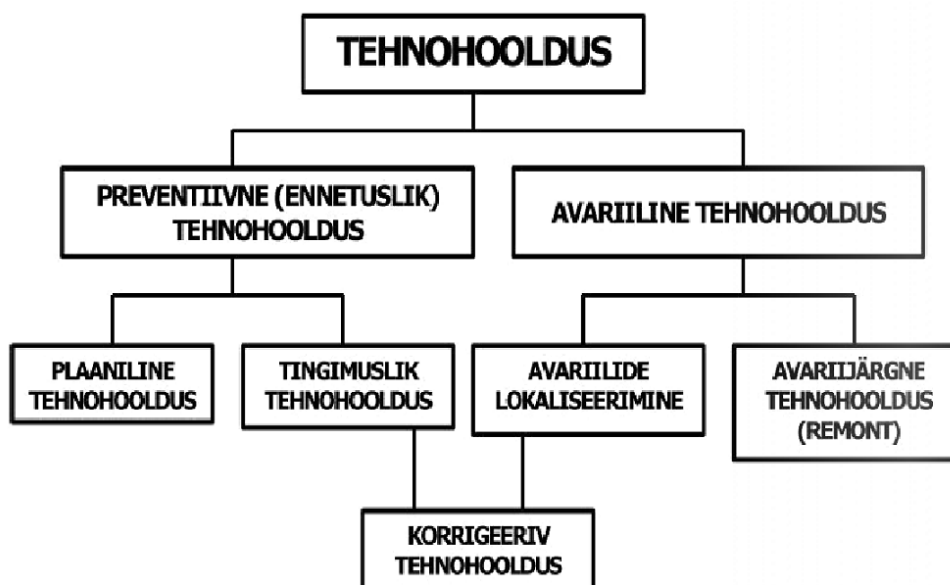 TEHNOHOOLDUS
PREVENTIIVNE (ENNETUSLIK)
TEHNOHOOLDUS
AVARIILINE TEHNOHOOLDUS
PLAANILINE
TEHNOHOOLDUS
TINGIMUSLIK
TEHNOHOOLDUS
AVARIILIDE
LOKALISEERIMINE
AVARIIJÄRGNE
TEHNOHOOLDUS
(REMONT)
KORRIGEERIV
TEHNOHOOLDUS